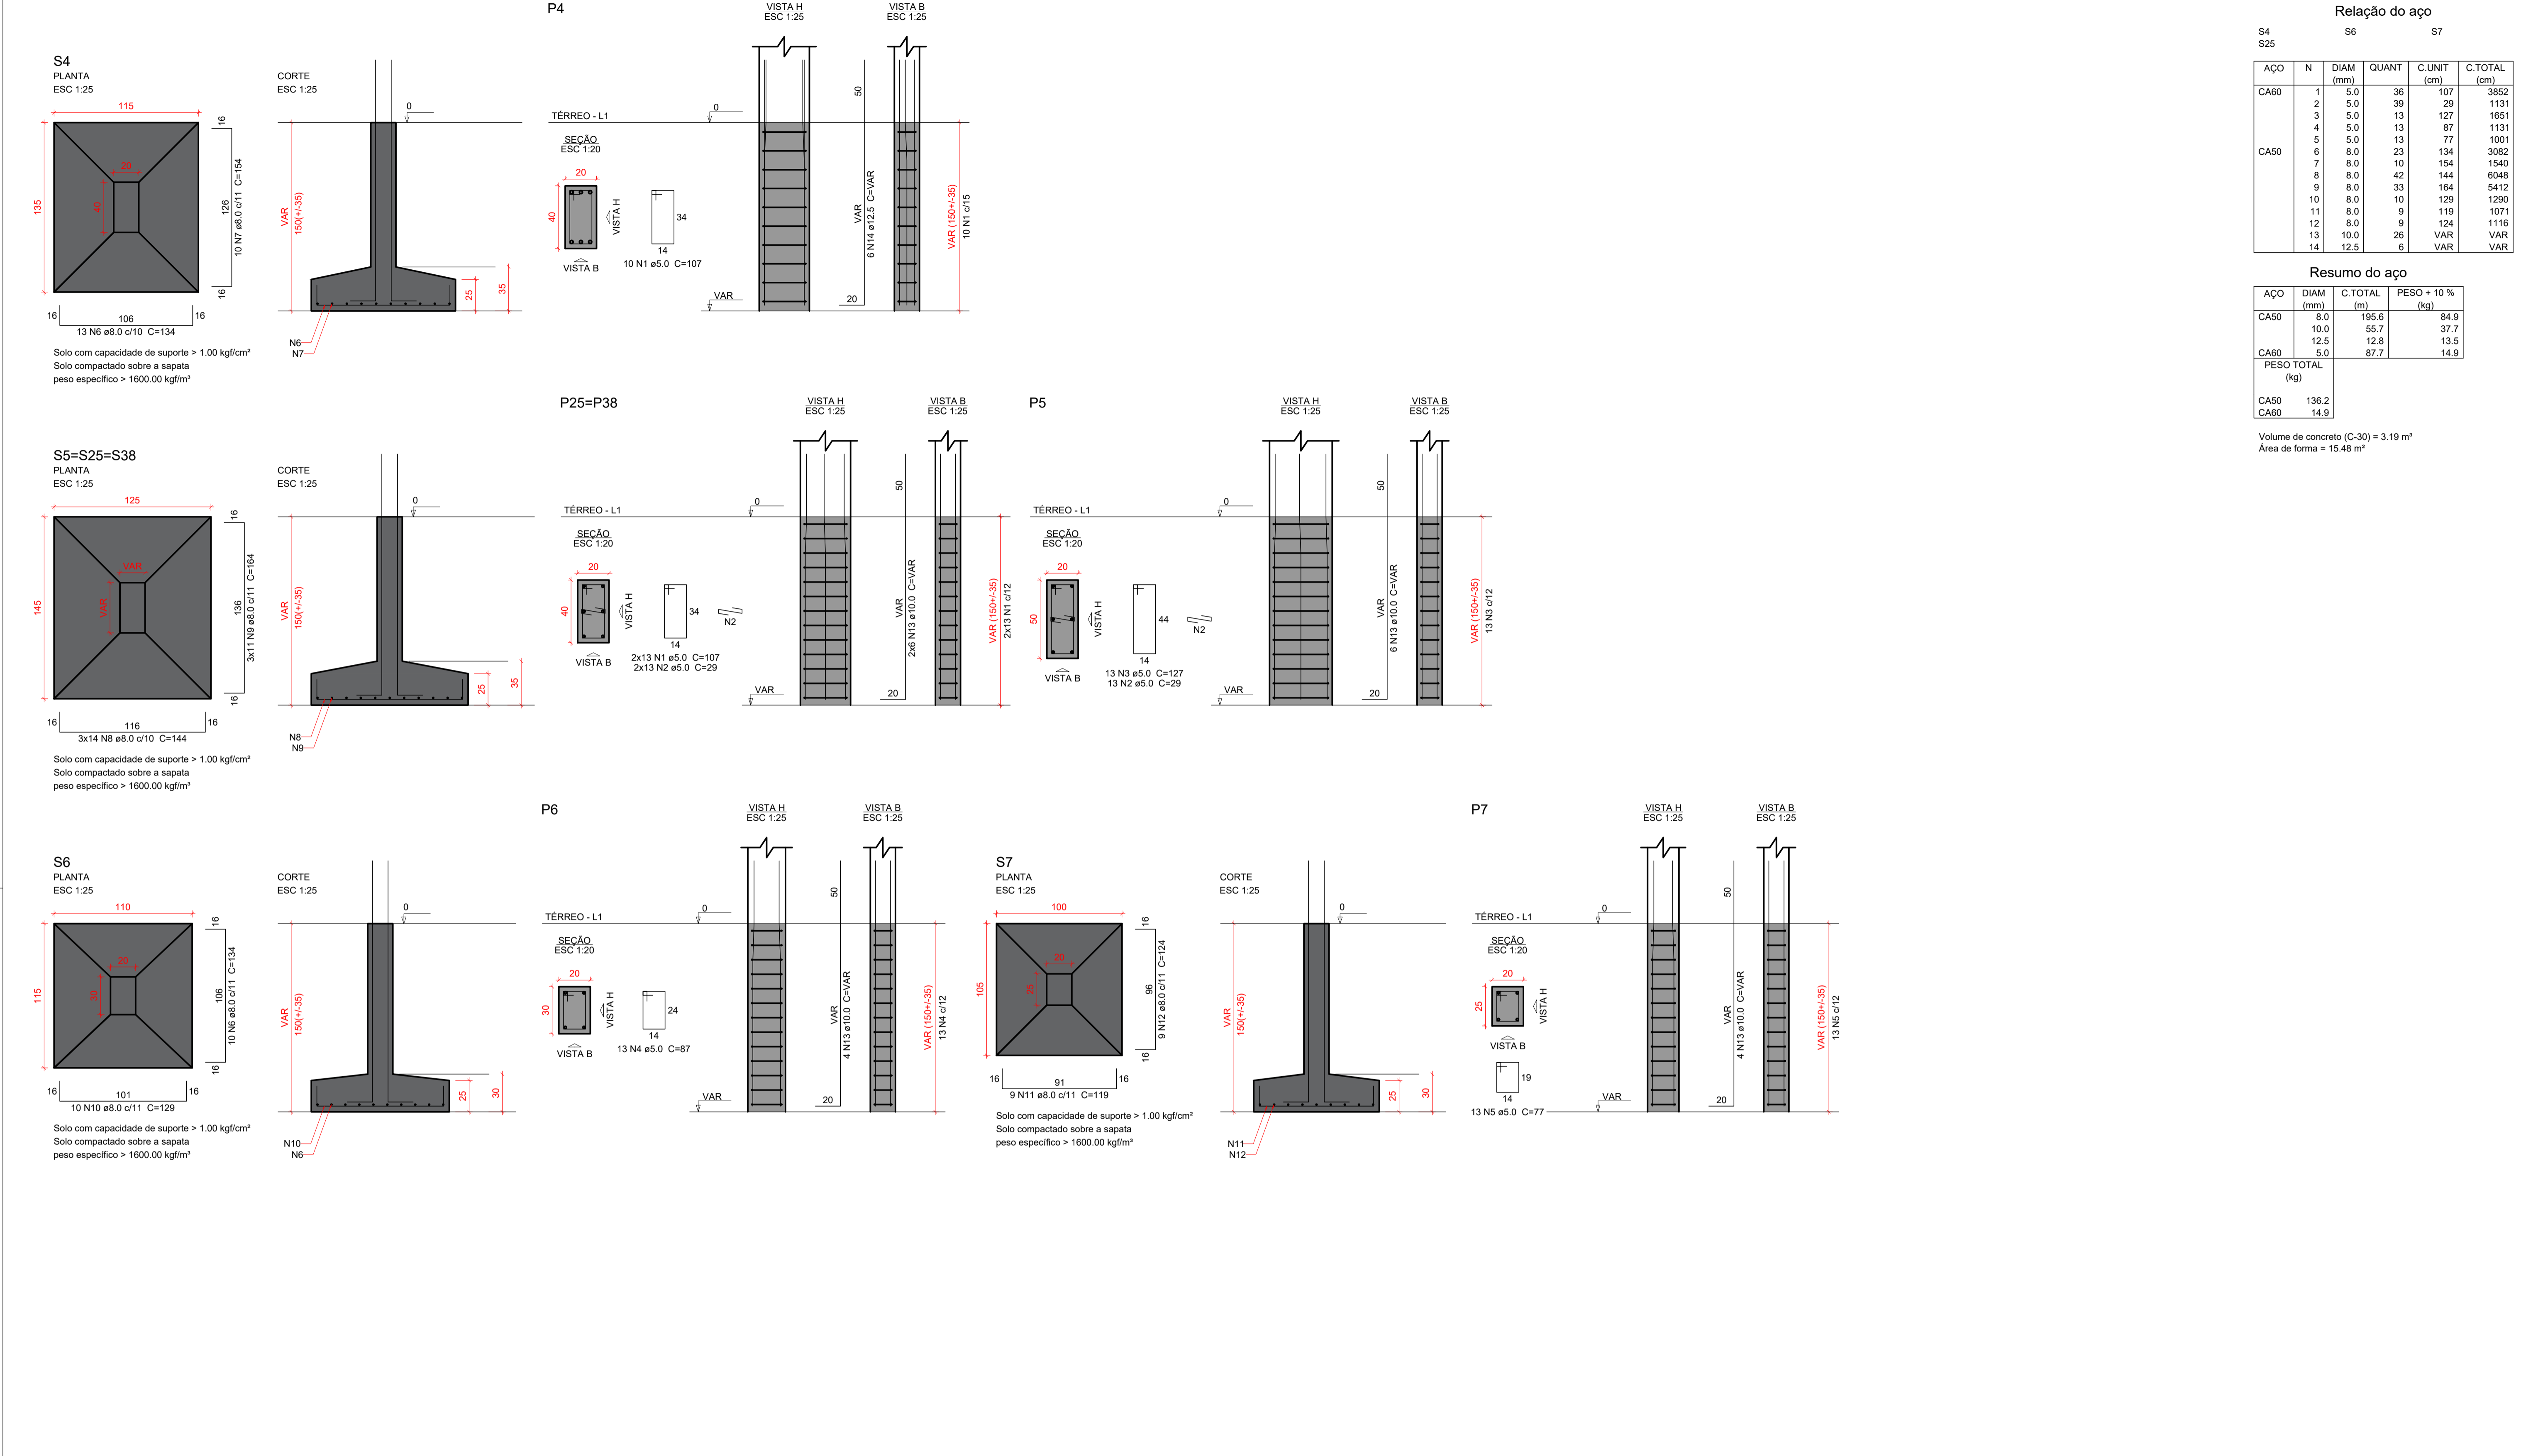 S4
PLANTA
ESC 1:25
115
135
20
40
16
126
10 N7 ø8.0 c/11 C=154
16
16
106
16
13 N6 ø8.0 c/10 C=134
Solo com capacidade de suporte > 1.00 kgf/cm²
Solo compactado sobre a sapata
peso específico > 1600.00 kgf/m³
CORTE
ESC 1:25
0
VAR
150(+/-35)
25
35
N6
N7
P4
VISTA H
ESC 1:25
VISTA B
ESC 1:25
TÉRREO - L1
0
SEÇÃO
ESC 1:20
20
40
VISTA H
VISTA B
34
14
10 N1 ø5.0 C=107
VAR
50
VAR
6 N14 ø12.5 C=VAR
20
VAR (150+/-35)
10 N1 c/15
S5=S25=S38
PLANTA
ESC 1:25
125
145
VAR
VAR
16
136
3x11 N9 ø8.0 c/11 C=164
16
16
116
16
3x14 N8 ø8.0 c/10 C=144
Solo com capacidade de suporte > 1.00 kgf/cm²
Solo compactado sobre a sapata
peso específico > 1600.00 kgf/m³
CORTE
ESC 1:25
0
VAR
150(+/-35)
25
35
N8
N9
P25=P38
VISTA H
ESC 1:25
VISTA B
ESC 1:25
TÉRREO - L1
0
SEÇÃO
ESC 1:20
20
40
VISTA H
VISTA B
34
14
N2
2x13 N1 ø5.0 C=107
2x13 N2 ø5.0 C=29
VAR
50
VAR
2x6 N13 ø10.0 C=VAR
20
VAR (150+/-35)
2x13 N1 c/12
P5
VISTA H
ESC 1:25
VISTA B
ESC 1:25
TÉRREO - L1
0
SEÇÃO
ESC 1:20
20
50
VISTA H
VISTA B
44
14
N2
13 N3 ø5.0 C=127
13 N2 ø5.0 C=29
VAR
50
VAR
6 N13 ø10.0 C=VAR
20
VAR (150+/-35)
13 N3 c/12
S6
PLANTA
ESC 1:25
110
115
20
30
16
106
10 N6 ø8.0 c/11 C=134
16
16
101
16
10 N10 ø8.0 c/11 C=129
Solo com capacidade de suporte > 1.00 kgf/cm²
Solo compactado sobre a sapata
peso específico > 1600.00 kgf/m³
CORTE
ESC 1:25
0
VAR
150(+/-35)
25
30
N10
N6
P6
VISTA H
ESC 1:25
VISTA B
ESC 1:25
TÉRREO - L1
0
SEÇÃO
ESC 1:20
20
30
VISTA H
VISTA B
24
14
13 N4 ø5.0 C=87
VAR
50
VAR
4 N13 ø10.0 C=VAR
20
VAR (150+/-35)
13 N4 c/12
S7
PLANTA
ESC 1:25
100
105
20
25
16
96
9 N12 ø8.0 c/11 C=124
16
16
91
16
9 N11 ø8.0 c/11 C=119
Solo com capacidade de suporte > 1.00 kgf/cm²
Solo compactado sobre a sapata
peso específico > 1600.00 kgf/m³
CORTE
ESC 1:25
0
VAR
150(+/-35)
25
30
N11
N12
P7
VISTA H
ESC 1:25
VISTA B
ESC 1:25
TÉRREO - L1
0
SEÇÃO
ESC 1:20
20
25
VISTA H
VISTA B
19
14
13 N5 ø5.0 C=77
VAR
50
VAR
4 N13 ø10.0 C=VAR
20
VAR (150+/-35)
13 N5 c/12
Relação do aço
S4 S6 S7
S25
AÇO N DIAM QUANT C.UNIT C.TOTAL
(mm) (cm) (cm)
CA60 1 5.0 36 107 3852
2 5.0 39 29 1131
3 5.0 13 127 1651
4 5.0 13 87 1131
5 5.0 13 77 1001
CA50 6 8.0 23 134 3082
7 8.0 10 154 1540
8 8.0 42 144 6048
9 8.0 33 164 5412
10 8.0 10 129 1290
11 8.0 9 119 1071
12 8.0 9 124 1116
13 10.0 26 VAR VAR
14 12.5 6 VAR VAR
Resumo do aço
AÇO DIAM C.TOTAL PESO + 10 %
(mm) (m) (kg)
CA50 8.0 195.6 84.9
10.0 55.7 37.7
12.5 12.8 13.5
CA60 5.0 87.7 14.9
PESO TOTAL
(kg)
CA50 136.2
CA60 14.9
Volume de concreto (C-30) = 3.19 m³
Área de forma = 15.48 m²